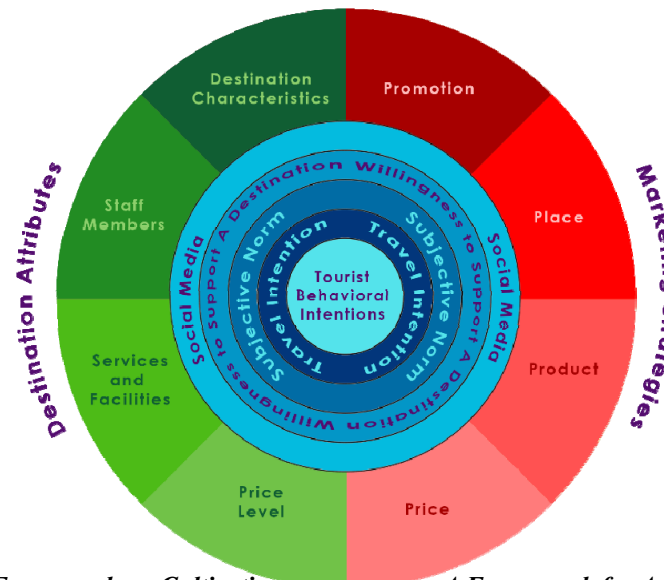 Destination
Characteristics
Promotion
Staff
Members
Place
Services
and
Facilities
Product
Price
Level
Price
Destination Attributes
Marketing Strategies
Social Media
Social Media
Willingness to Support A Destination
Willingness to Support A Destination
Subjective Norm
Subjective Norm
Travel Intention
Travel Intention
Tourist
Behavioral
Intentions